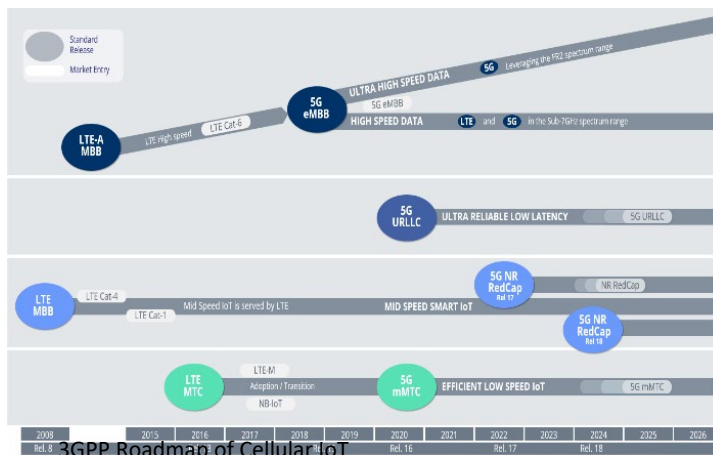 Standard
Release
Market Entry
ULTRA HIGH SPEED DATA
5G
Leveraging the FR2 spectrum range
5G
eMBB
5G eMBB
HIGH SPEED DATA
LTE and 5G in the Sub-7GHz spectrum range
LTE High speed
LTE Cat-6
LTE-A
MBB
5G
URLLC
ULTRA RELIABLE LOW LATENCY
5G URLLC
LTE
MBB
LTE Cat-4
LTE Cat-1
Mid Speed IoT is served by LTE
MID SPEED SMART IoT
5G NR
RedCap
Rel 17
NR RedCap
5G NR
RedCap
Rel 18
LTE
MTC
LTE-M
Adoption / Transition
NB-IoT
5G
mMTC
EFFICIENT LOW SPEED IoT
5G mMTC
2008 2015 2016 2017 2018 2019 2020 2021 2022 2023 2024 2025 2026
Rel. 8 Rel. 16 Rel. 17 Rel. 18
3GPP Roadmap of Cellular IoT